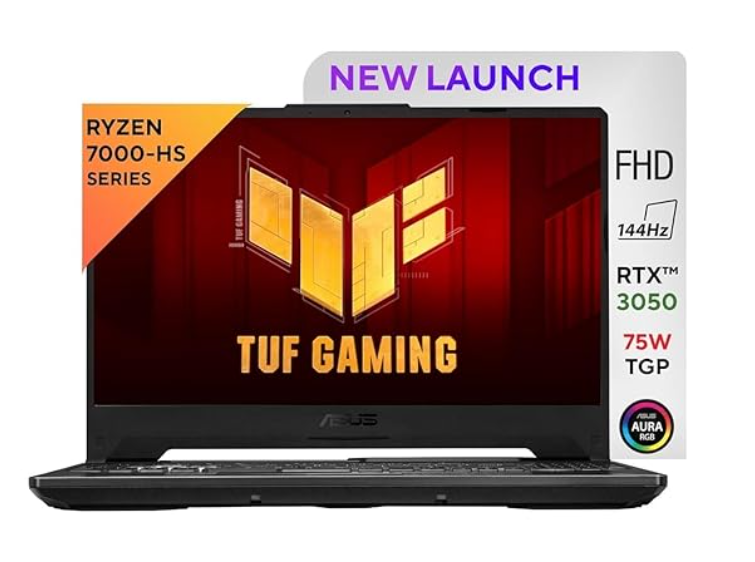 NEW LAUNCH
RYZEN
7000-HS
SERIES
FHD
144Hz
RTX™
3050
75W
TGP
ASUS
AURA
RGB
TUF GAMING
TUF GAMING
ASUS